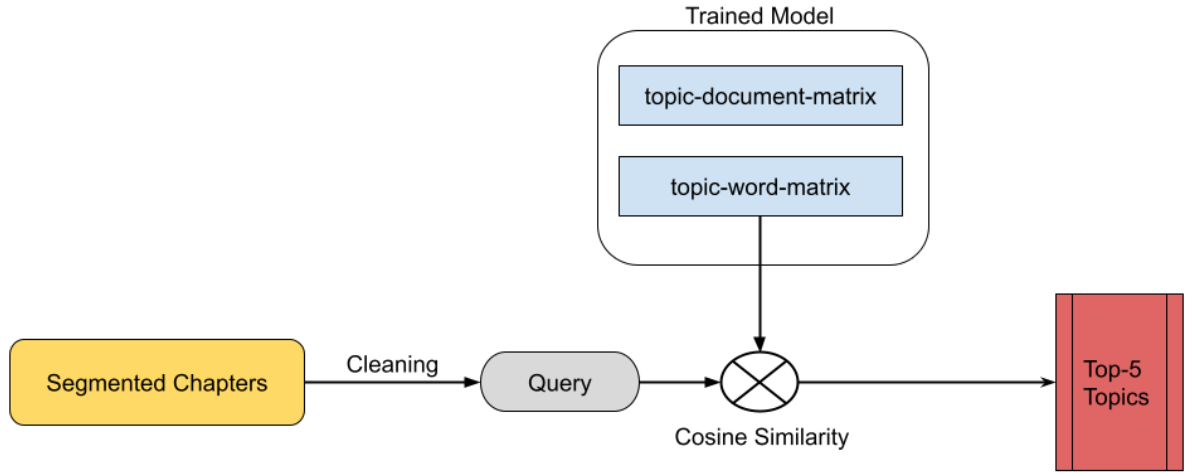 Trained Model
topic-document-matrix
topic-word-matrix
Segmented Chapters
Cleaning
Query
Cosine Similarity
Top-5
Topics